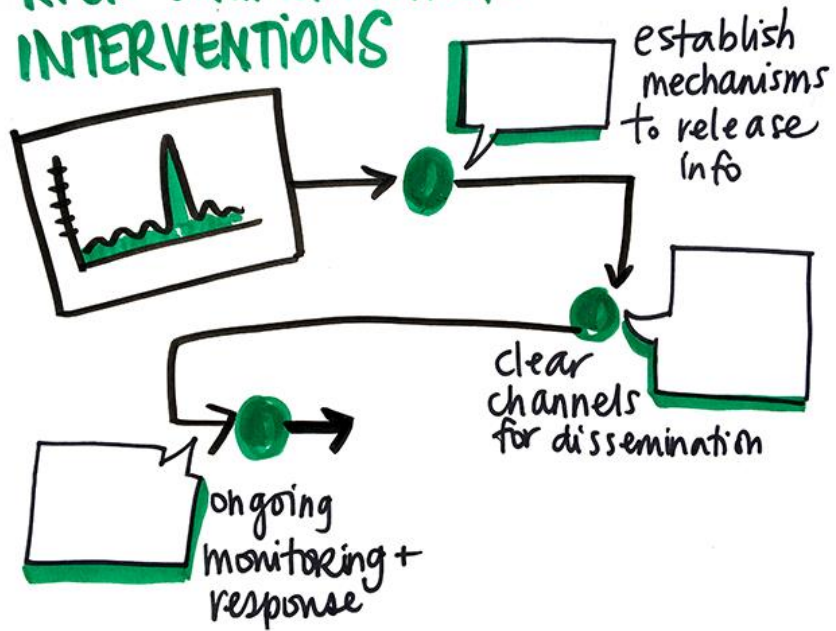 INTERVENTIONS
establish
mechanisms
to release
info
clear
channels
for dissemination
ongoing
monitoring +
response